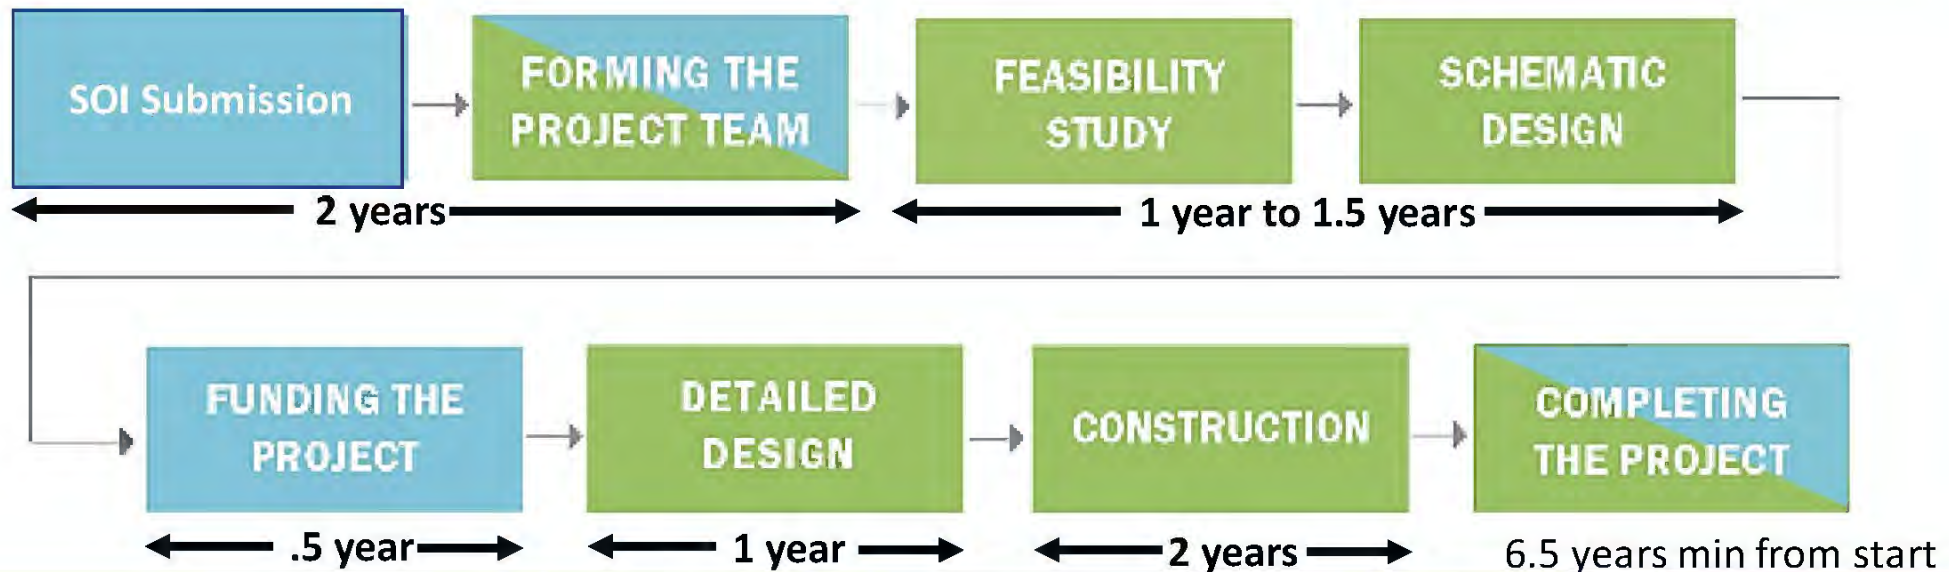 SOI Submission
FORMING THE
PROJECT TEAM
FEASIBILITY
STUDY
SCHEMATIC
DESIGN
2 years
1 year to 1.5 years
FUNDING THE
PROJECT
DETAILED
DESIGN
CONSTRUCTION
COMPLETING
THE PROJECT
.5 year
1 year
2 years
6.5 years min from start